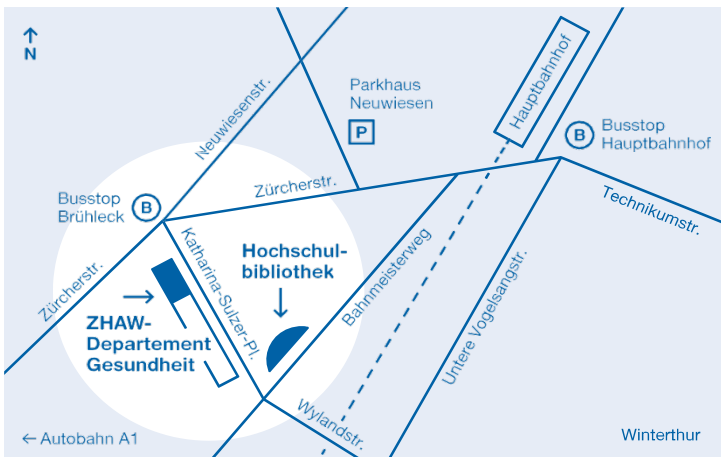 N
Neuwiesenstr.
Parkhaus
Neuwiesen
P
Hauptbahnhof
B
Busstop
Hauptbahnhof
Busstop
Brühleck
B
Zürcherstr.
Technikumstr.
Zürcherstr.
Katharina-Sulzer-Pl.
Hochschul-
bibliothek
Bahnmeisterweg
Untere Vogelsangstr.
ZHAW-
Departement
Gesundheit
Wylandstr.
← Autobahn A1
Winterthur